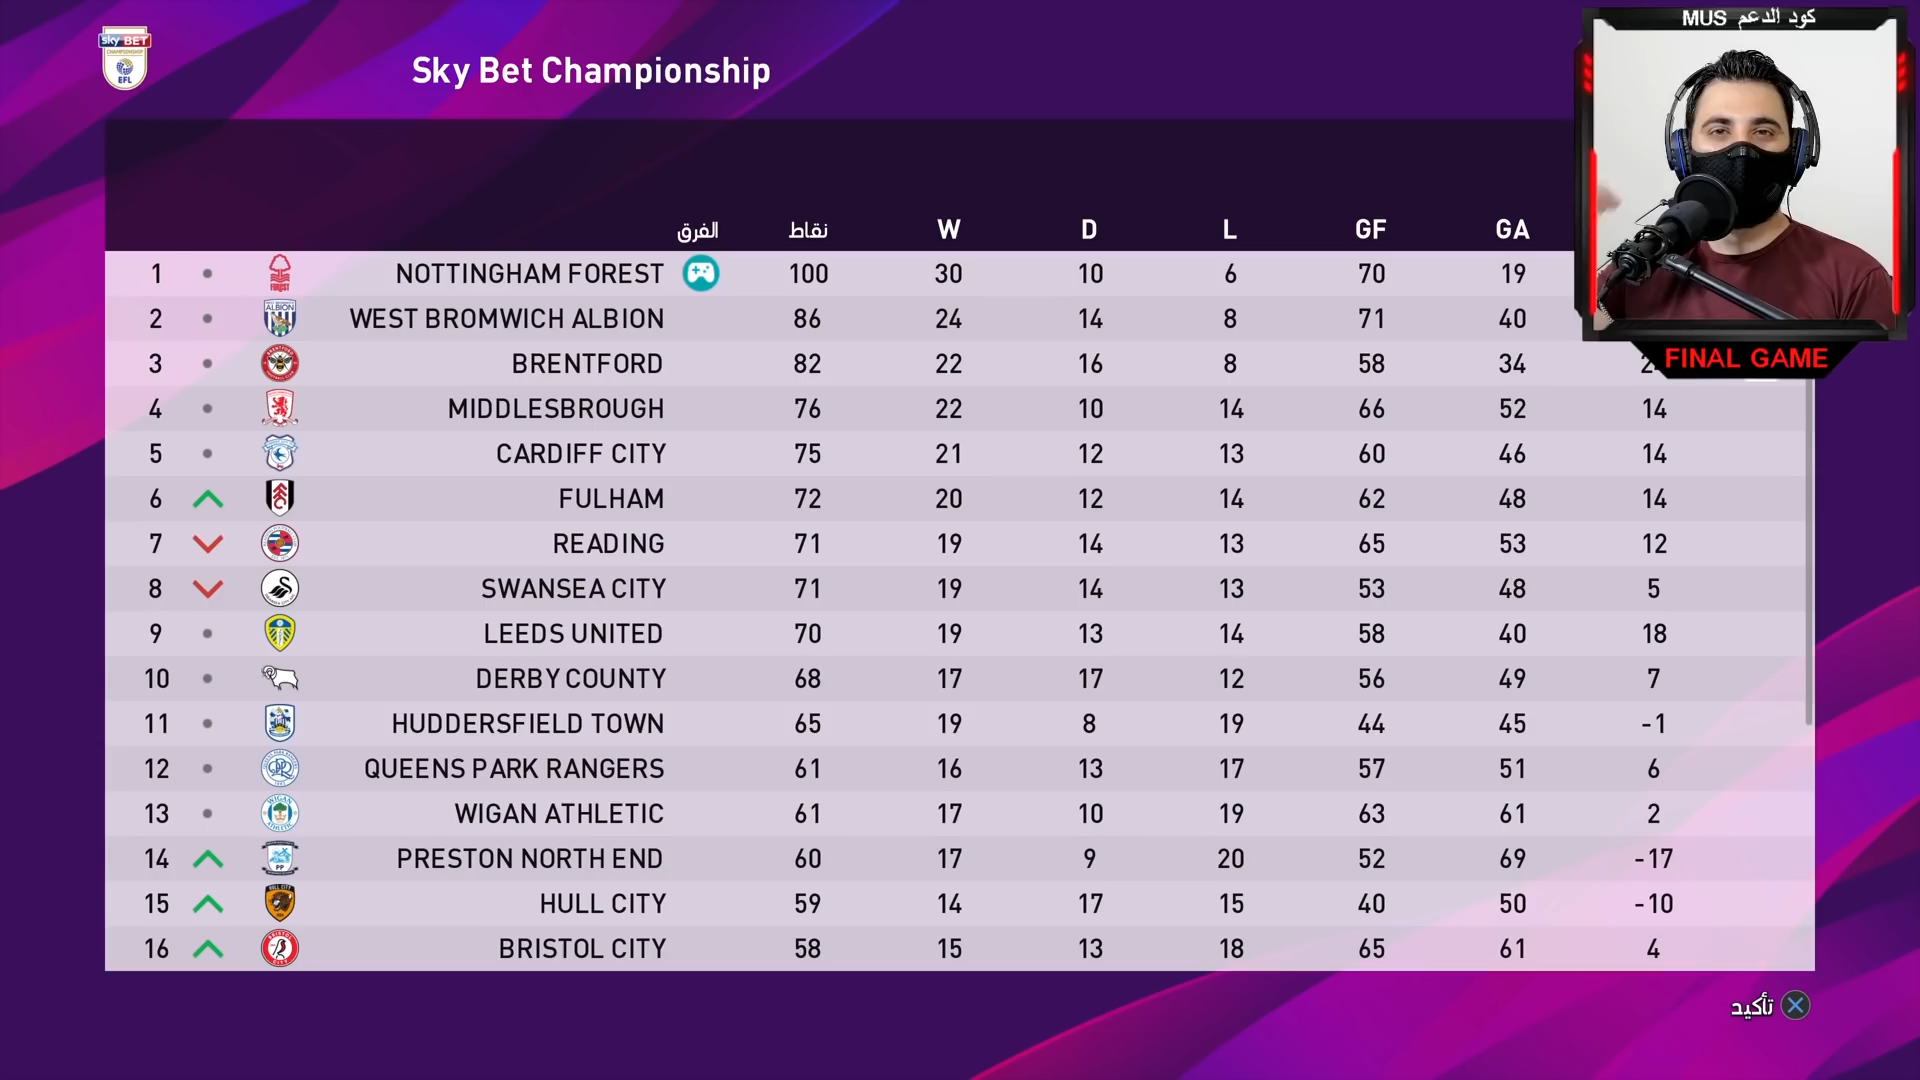 كود الدعم MUS
sky BET
CHAMPIONSHIP
EFL
Sky Bet Championship
الفرق نقاط W D L GF GA
1 NOTTINGHAM FOREST 100 30 10 6 70 19
2 WEST BROMWICH ALBION 86 24 14 8 71 40
3 BRENTFORD 82 22 16 8 58 34
FINAL GAME
4 MIDDLESBROUGH 76 22 10 14 66 52 14
5 CARDIFF CITY 75 21 12 13 60 46 14
6 FULHAM 72 20 12 14 62 48 14
7 READING 71 19 14 13 65 53 12
8 SWANSEA CITY 71 19 14 13 53 48 5
9 LEEDS UNITED 70 19 13 14 58 40 18
10 DERBY COUNTY 68 17 17 12 56 49 7
11 HUDDERSFIELD TOWN 65 19 8 19 44 45 -1
12 QUEENS PARK RANGERS 61 16 13 17 57 51 6
13 WIGAN ATHLETIC 61 17 10 19 63 61 2
14 PRESTON NORTH END 60 17 9 20 52 69 -17
15 HULL CITY 59 14 17 15 40 50 -10
16 BRISTOL CITY 58 15 13 18 65 61 4
تأكيد